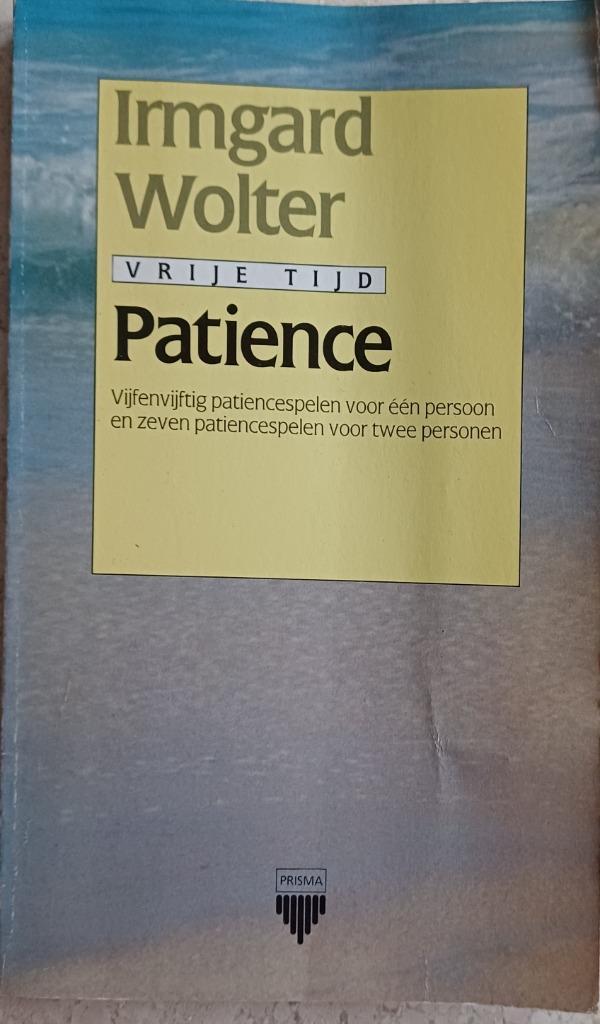 Irmgard
Wolter
VRIJE TIJD
Patience
Vijfenvijftig patiencespelen voor één persoon
en zeven patiencespelen voor twee personen
PRISMA